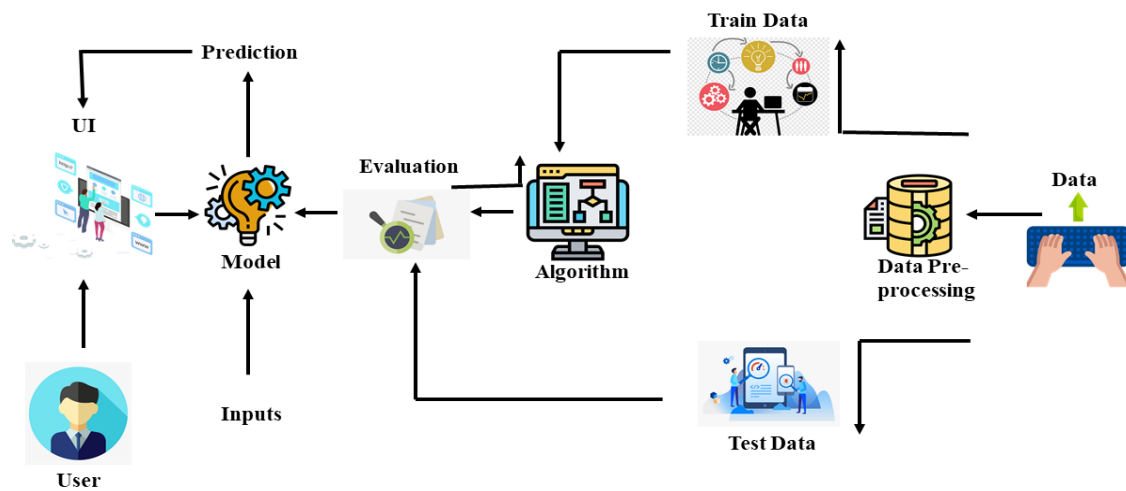 Train Data
Prediction
UI
Evaluation
Data
Model
Algorithm
Data Pre-
processing
Inputs
Test Data
User